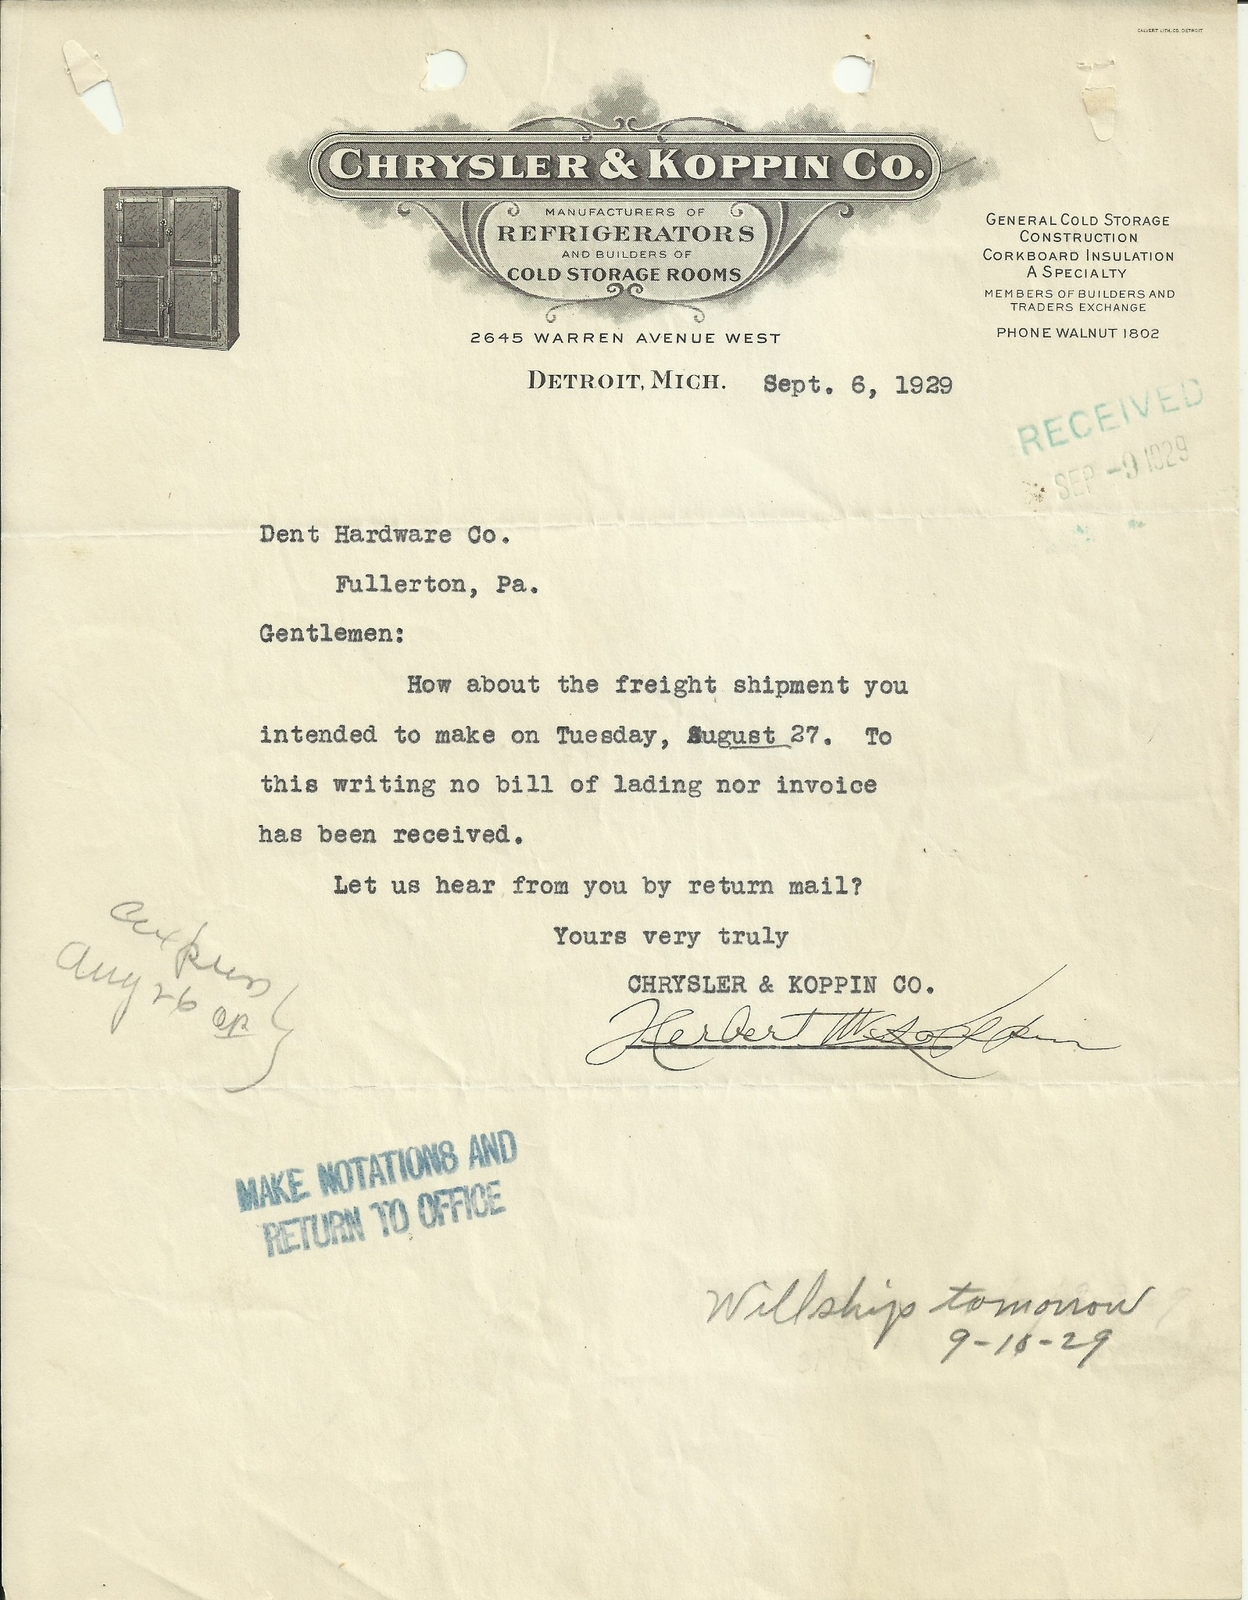 CALVERT LITH. CO. DETROIT
CHRYSLER & KOPPIN CO.
MANUFACTURERS OF
REFRIGERATORS
AND BUILDERS OF
COLD STORAGE ROOMS
GENERAL COLD STORAGE
CONSTRUCTION
CORKBOARD INSULATION
A SPECIALTY
MEMBERS OF BUILDERS AND
TRADERS EXCHANGE
PHONE WALNUT 1802
2645 WARREN AVENUE WEST
DETROIT, MICH. Sept. 6, 1929
RECEIVED
SEP -9 1929
Dent Hardware Co.
Fullerton, Pa.
Gentlemen:
How about the freight shipment you
intended to make on Tuesday, August 27. To
this writing no bill of lading nor invoice
has been received.
Let us hear from you by return mail?
Yours very truly
CHRYSLER & KOPPIN CO.
Herbert Koppin
express
Aug 26
MAKE NOTATIONS AND
RETURN TO OFFICE
Will ship tomorrow
9-10-29